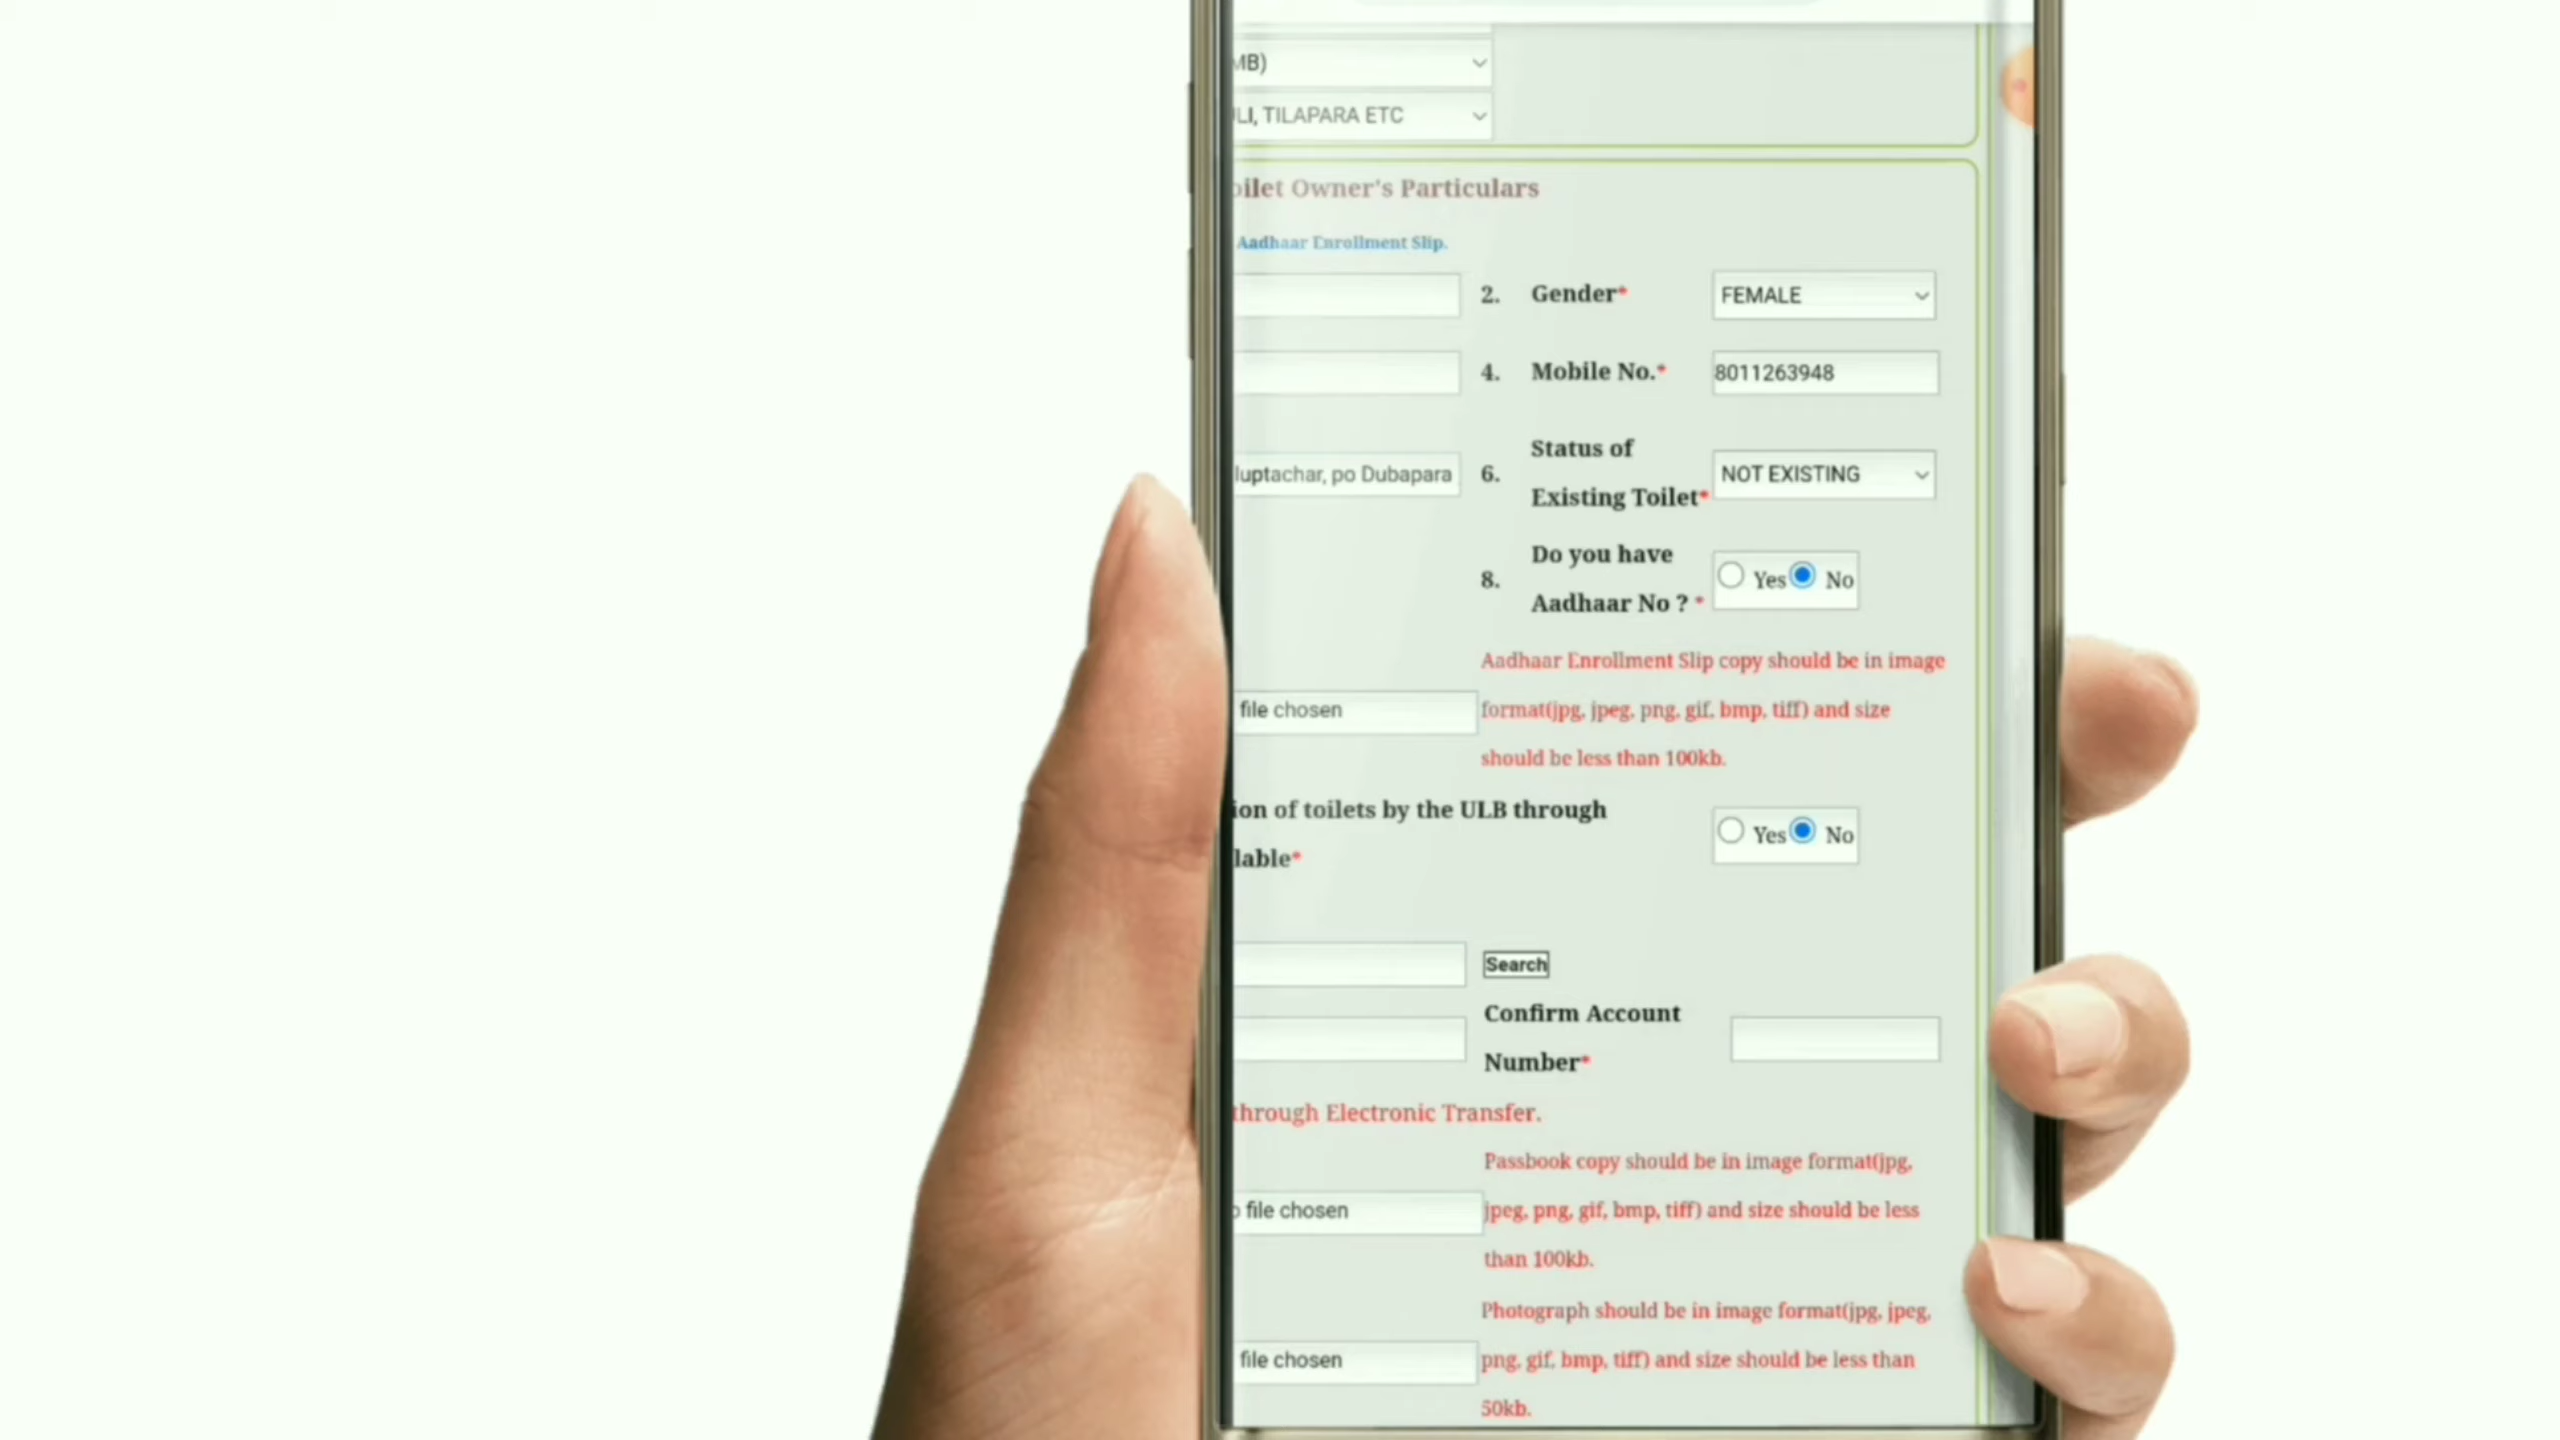 MB)
LI, TILAPARA ETC
oilet Owner's Particulars
Aadhaar Enrollment Slip.
2. Gender* FEMALE
4. Mobile No.* 8011263948
Status of
luptachar, po Dubapara 6. NOT EXISTING
Existing Toilet*
Do you have
8. Yes No
Aadhaar No ? *
Aadhaar Enrollment Slip copy should be in image
file chosen format(jpg, jpeg, png, gif, bmp, tiff) and size
should be less than 100kb.
ion of toilets by the ULB through
Yes No
lable*
Search
Confirm Account
Number*
through Electronic Transfer.
Passbook copy should be in image format(jpg,
o file chosen jpeg, png, gif, bmp, tiff) and size should be less
than 100kb.
Photograph should be in image format(jpg, jpeg,
file chosen png, gif, bmp, tiff) and size should be less than
50kb.